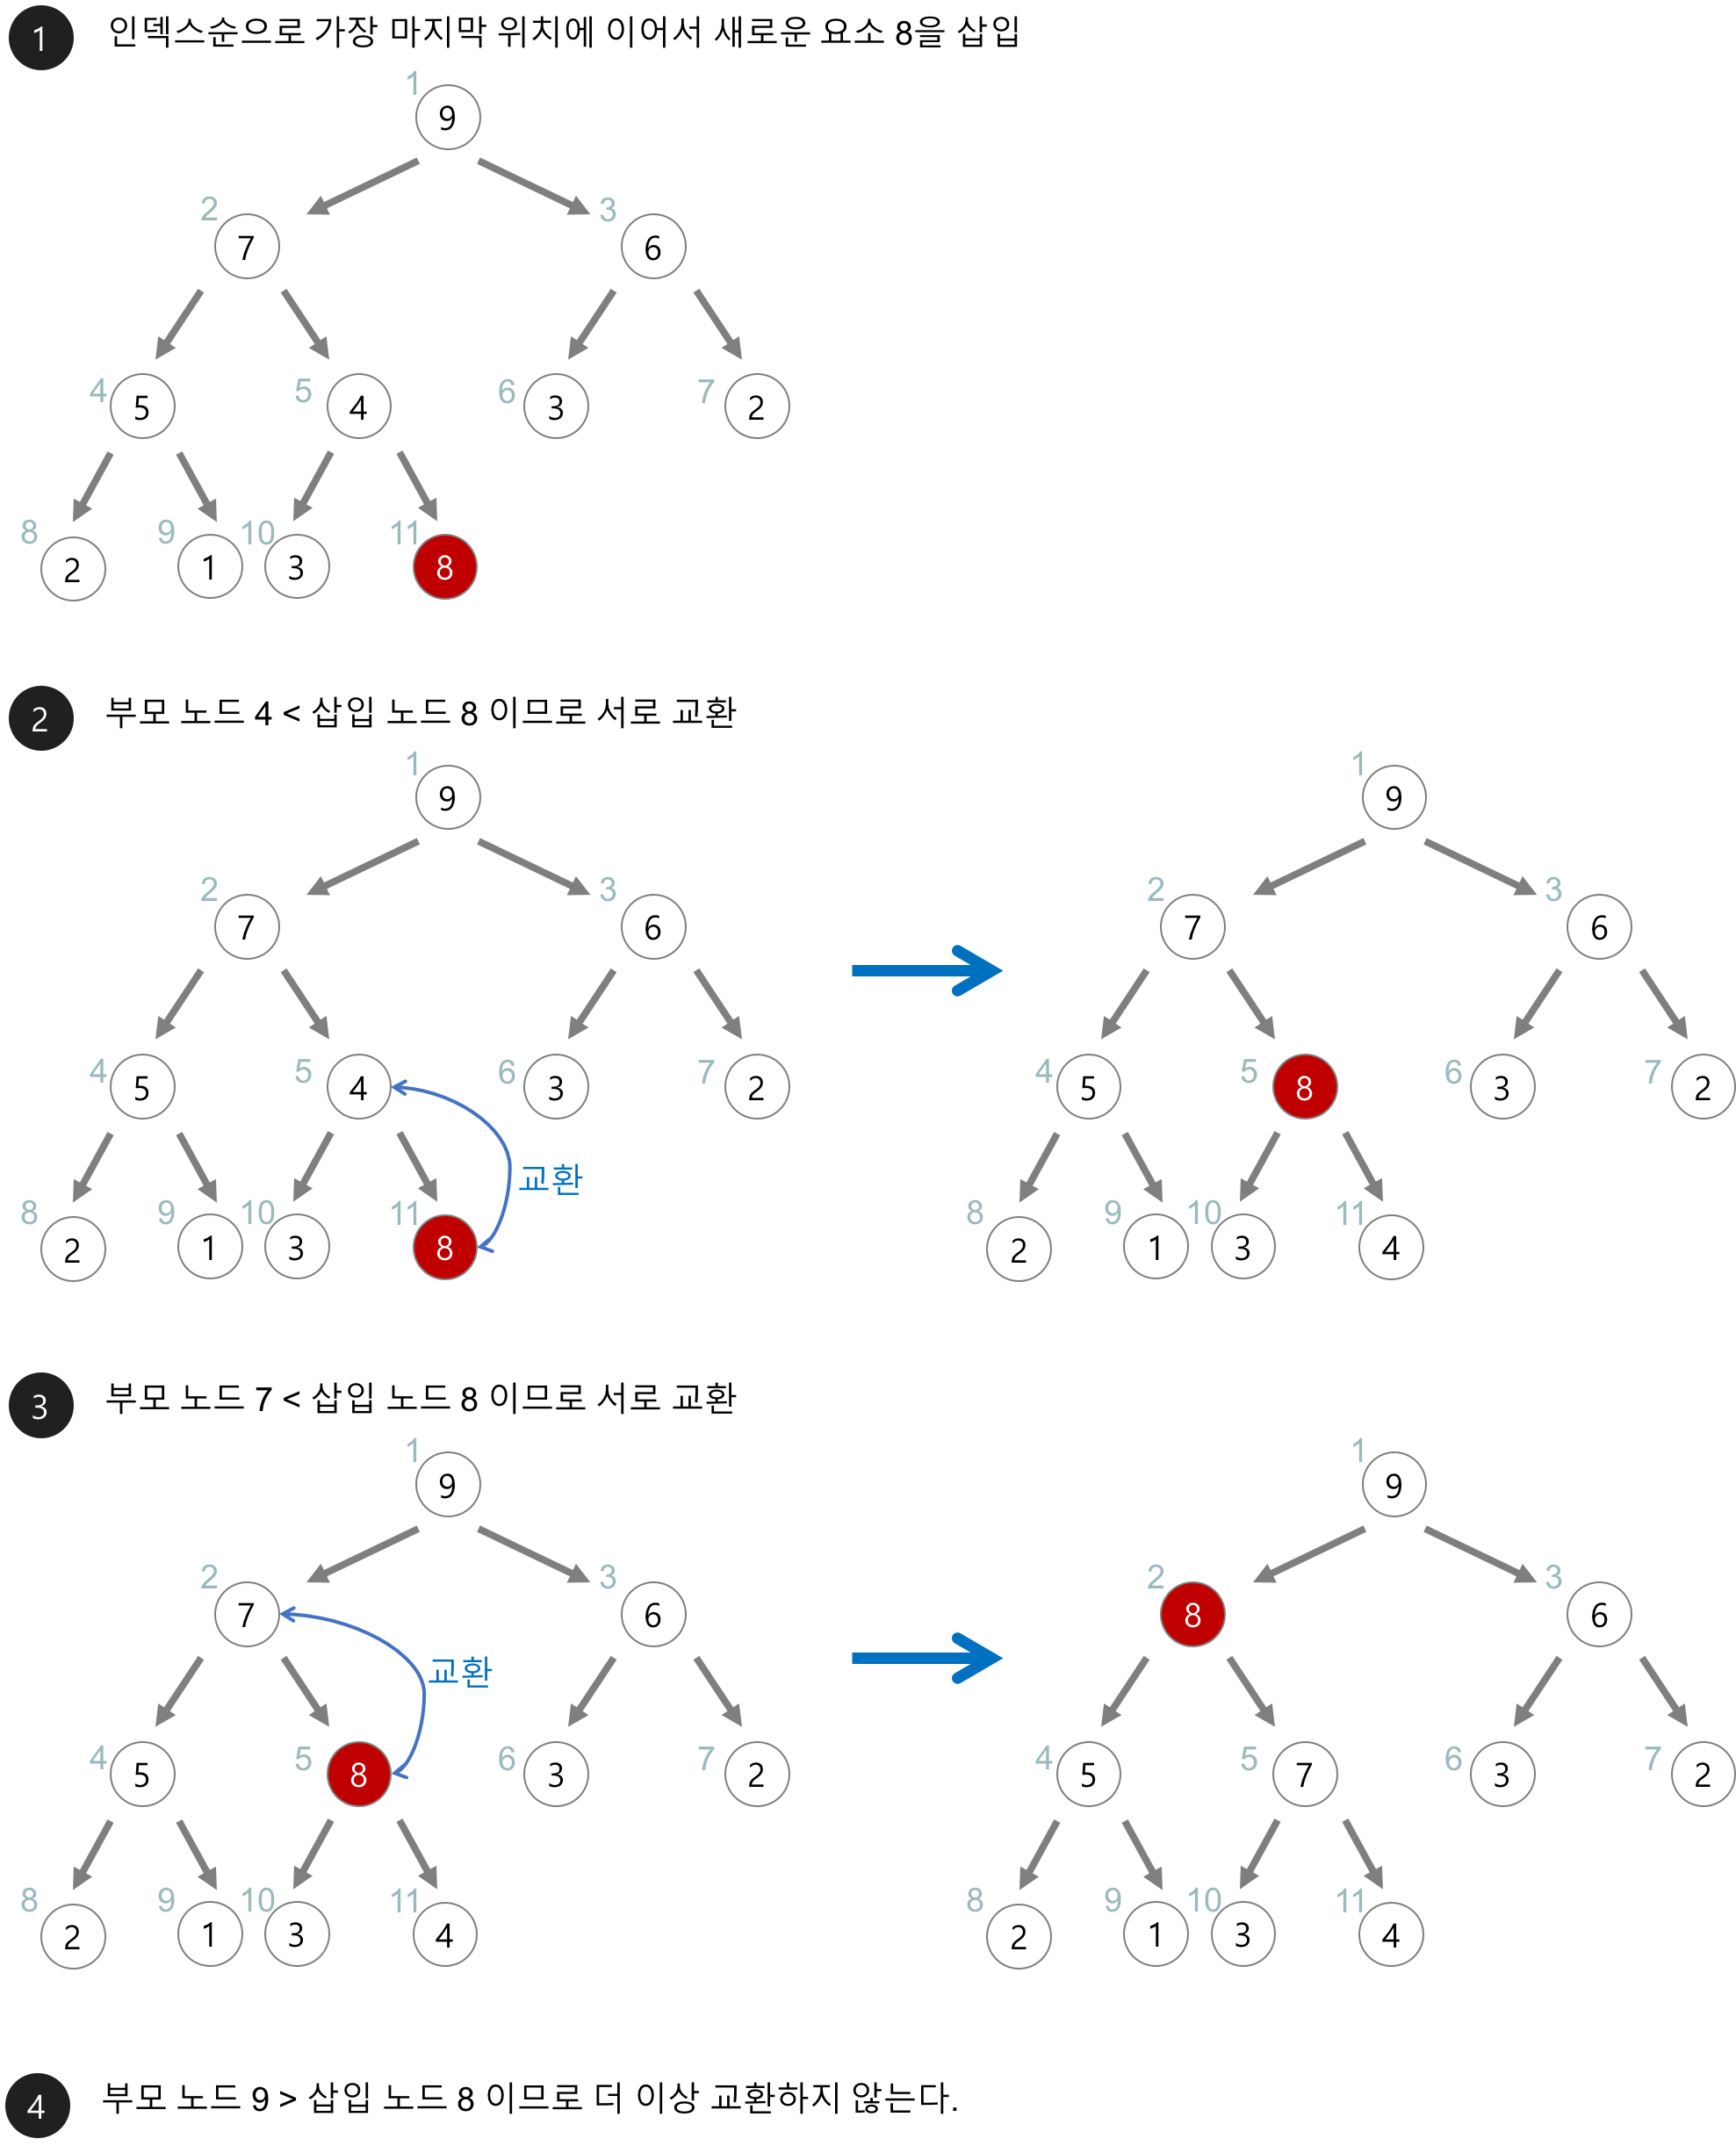 1 인덱스순으로 가장 마지막 위치에 이어서 새로운 요소 8을 삽입
1
9
2 3
7 6
4 5 6 7
5 4 3 2
8 9 10 11
2 1 3 8
2 부모 노드 4 < 삽입 노드 8 이므로 서로 교환
1 1
9 9
2 3 2 3
7 6 7 6
4 5 6 7 4 5 6 7
5 4 3 2 5 8 3 2
교환
8 9 10 11 8 9 10 11
2 1 3 8 2 1 3 4
3 부모 노드 7 < 삽입 노드 8 이므로 서로 교환
1 1
9 9
2 3 2 3
7 6 8 6
교환
4 5 6 7 4 5 6 7
5 8 3 2 5 7 3 2
8 9 10 11 8 9 10 11
2 1 3 4 2 1 3 4
4 부모 노드 9 > 삽입 노드 8 이므로 더 이상 교환하지 않는다.